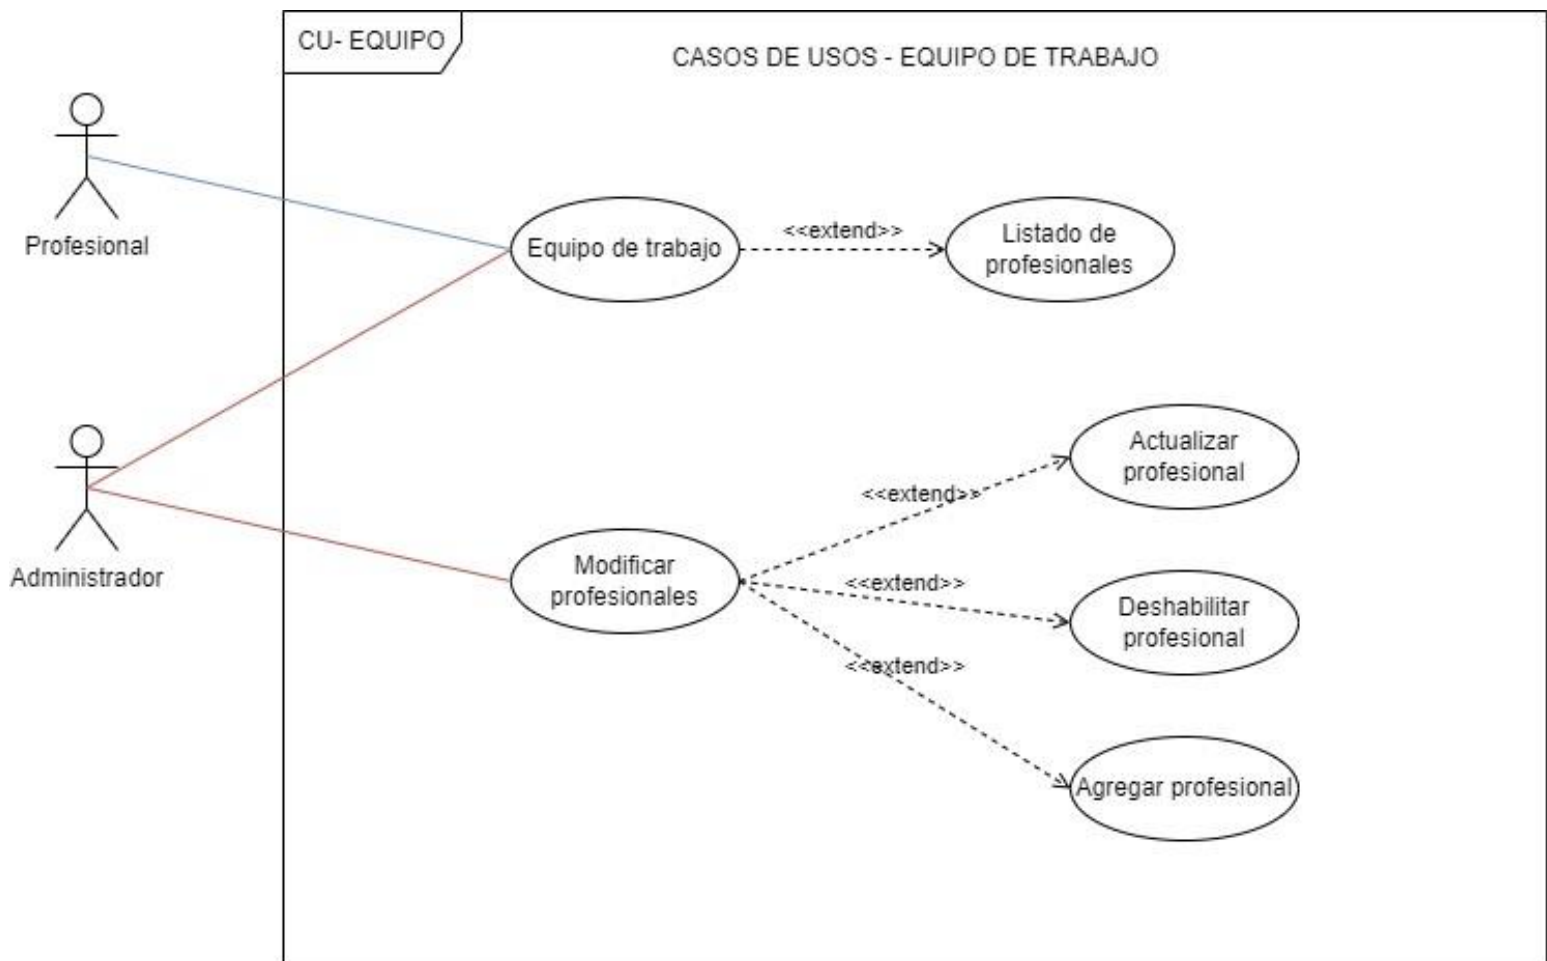 CU- EQUIPO
CASOS DE USOS - EQUIPO DE TRABAJO
Profesional
Equipo de trabajo
<<extend>>
Listado de
profesionales
Administrador
Modificar
profesionales
<<extend>>
Actualizar
profesional
<<extend>>
Deshabilitar
profesional
<<extend>>
Agregar profesional